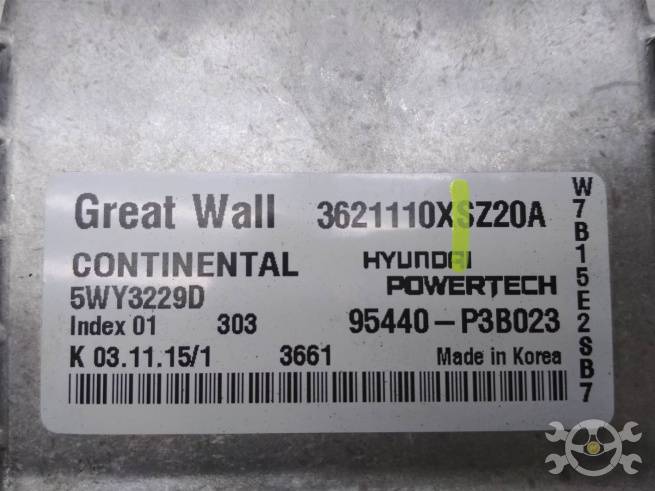 Great Wall 3621110XSZ20A
CONTINENTAL HYUNDAI
5WY3229D POWERTECH
Index 01 303 95440-P3B023
K 03.11.15/1 3661 Made in Korea
W7B15E2SB7